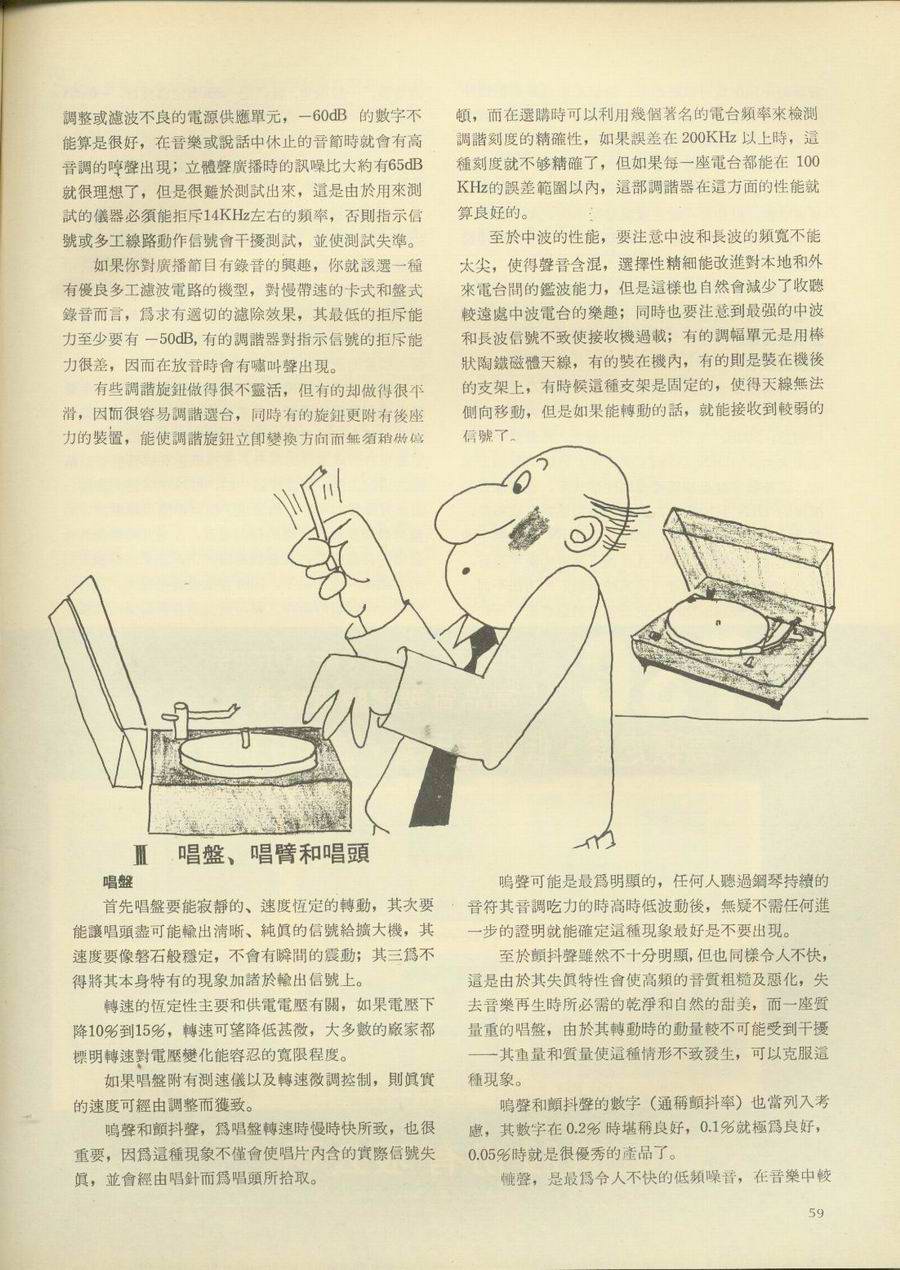 調整或濾波不良的電源供應單元，－60dB 的數字不
能算是很好，在音樂或說話中休止的音節時就會有高
音調的哼聲出現；立體聲廣播時的訊噪比大約有65dB
就很理想了，但是很難於測試出來，這是由於用來測
試的儀器必須能拒斥14KHz左右的頻率，否則指示信
號或多工線路動作信號會干擾測試，並使測試失準。
如果你對廣播節目有錄音的興趣，你就該選一種
有優良多工濾波電路的機型，對慢帶速的卡式和盤式
錄音而言，爲求有適切的濾除效果，其最低的拒斥能
力至少要有 －50dB，有的調諧器對指示信號的拒斥能
力很差，因而在放音時會有嘯叫聲出現。
有些調諧旋鈕做得很不靈活，但有的却做得很平
滑，因而很容易調諧選台，同時有的旋鈕更附有後座
力的裝置，能使調諧旋鈕立卽變換方向而無須稍做停
頓，而在選購時可以利用幾個著名的電台頻率來檢測
調諧刻度的精確性，如果誤差在 200KHz 以上時，這
種刻度就不够精確了，但如果每一座電台都能在 100
KHz的誤差範圍以內，這部調諧器在這方面的性能就
算良好的。
至於中波的性能，要注意中波和長波的頻寬不能
太尖，使得聲音含混，選擇性精細能改進對本地和外
來電台間的鑑波能力，但是這樣也自然會減少了收聽
較遠處中波電台的樂趣；同時也要注意到最强的中波
和長波信號不致使接收機過載；有的調幅單元是用棒
狀陶鐵磁體天線，有的裝在機內，有的則是裝在機後
的支架上，有時候這種支架是固定的，使得天線無法
側向移動，但是如果能轉動的話，就能接收到較弱的
信號了。
Ⅲ 唱盤、唱臂和唱頭
唱盤
首先唱盤要能寂靜的、速度恆定的轉動，其次要
能讓唱頭盡可能輸出清晰、純眞的信號給擴大機，其
速度要像磐石般穩定，不會有瞬間的震動；其三爲不
得將其本身特有的現象加諸於輸出信號上。
轉速的恆定性主要和供電電壓有關，如果電壓下
降10％到15％，轉速可望降低甚微，大多數的廠家都
標明轉速對電壓變化能容忍的寬限程度。
如果唱盤附有測速儀以及轉速微調控制，則眞實
的速度可經由調整而獲致。
嗚聲和顫抖聲，爲唱盤轉速時慢時快所致，也很
重要，因爲這種現象不僅會使唱片內含的實際信號失
眞，並會經由唱針而爲唱頭所拾取。
嗚聲可能是最爲明顯的，任何人聽過鋼琴持續的
音符其音調吃力的時高時低波動後，無疑不需任何進
一步的證明就能確定這種現象最好是不要出現。
至於顫抖聲雖然不十分明顯，但也同樣令人不快，
這是由於其失眞特性會使高頻的音質粗糙及惡化，失
去音樂再生時所必需的乾淨和自然的甜美，而一座質
量重的唱盤，由於其轉動時的動量較不可能受到干擾
——其重量和質量使這種情形不致發生，可以克服這
種現象。
嗚聲和顫抖聲的數字（通稱顫抖率）也當列入考
慮，其數字在 0.2％ 時堪稱良好，0.1％就極爲良好，
0.05％時就是很優秀的產品了。
聲，是最爲令人不快的低頻噪音，在音樂中較
59